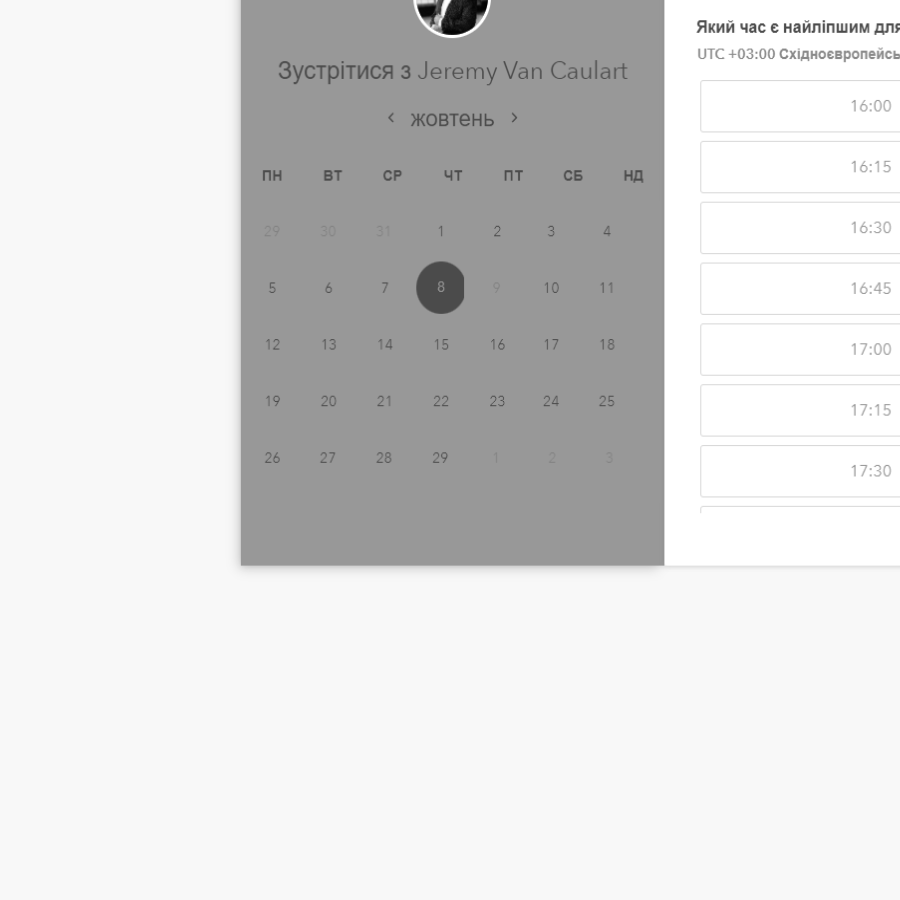 Зустрітися з Jeremy Van Caulart
‹ жовтень ›
ПН ВТ СР ЧТ ПТ СБ НД
29 30 31 1 2 3 4
5 6 7 8 9 10 11
12 13 14 15 16 17 18
19 20 21 22 23 24 25
26 27 28 29 1 2 3
Який час є найліпшим для
UTC +03:00 Східноєвропейсь
16:00
16:15
16:30
16:45
17:00
17:15
17:30